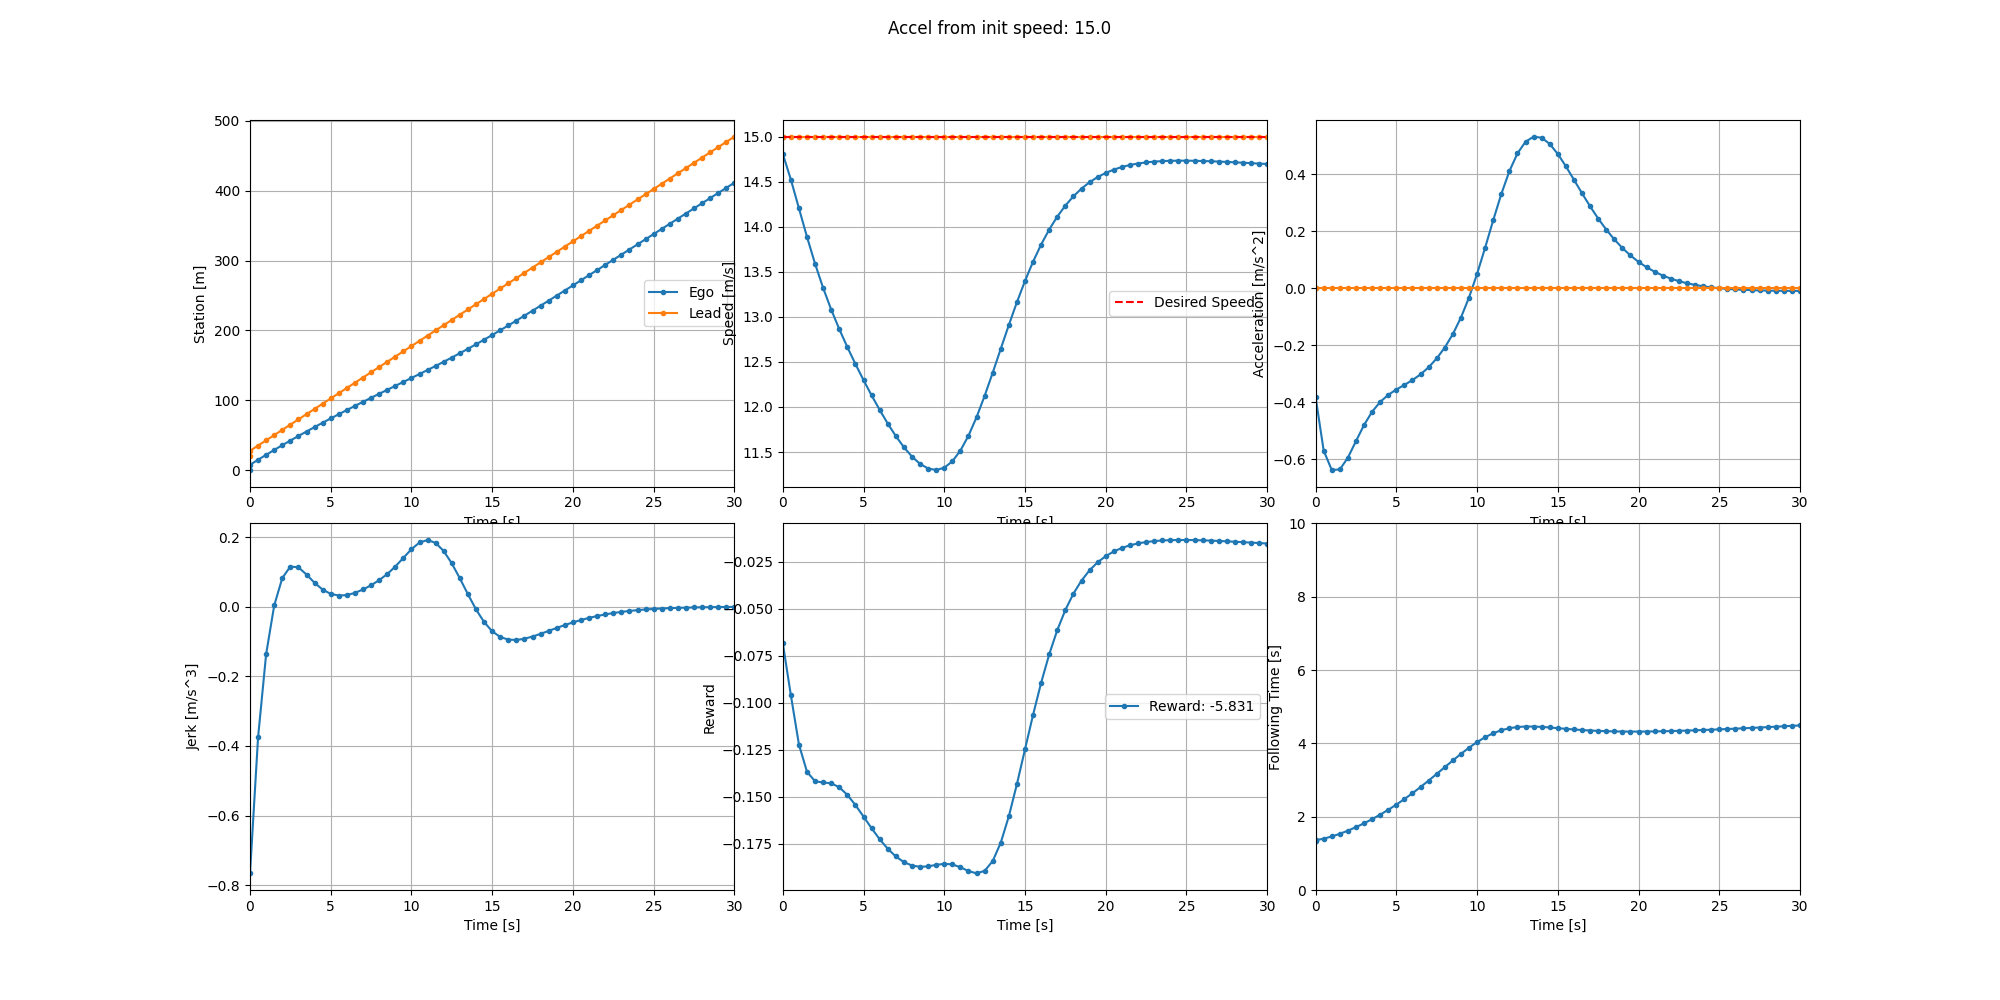 Accel from init speed: 15.0
500
400
300
200
100
0
Station [m]
0 5 10 15 20 25 30
Time [s]
Ego
Lead
15.0
14.5
14.0
13.5
13.0
12.5
12.0
11.5
Speed [m/s]
0 5 10 15 20 25 30
Time [s]
Desired Speed
0.4
0.2
0.0
−0.2
−0.4
−0.6
Acceleration [m/s^2]
0 5 10 15 20 25 30
Time [s]
0.2
0.0
−0.2
−0.4
−0.6
−0.8
Jerk [m/s^3]
0 5 10 15 20 25 30
Time [s]
−0.025
−0.050
−0.075
−0.100
−0.125
−0.150
−0.175
Reward
0 5 10 15 20 25 30
Time [s]
Reward: -5.831
10
8
6
4
2
0
Following Time [s]
0 5 10 15 20 25 30
Time [s]